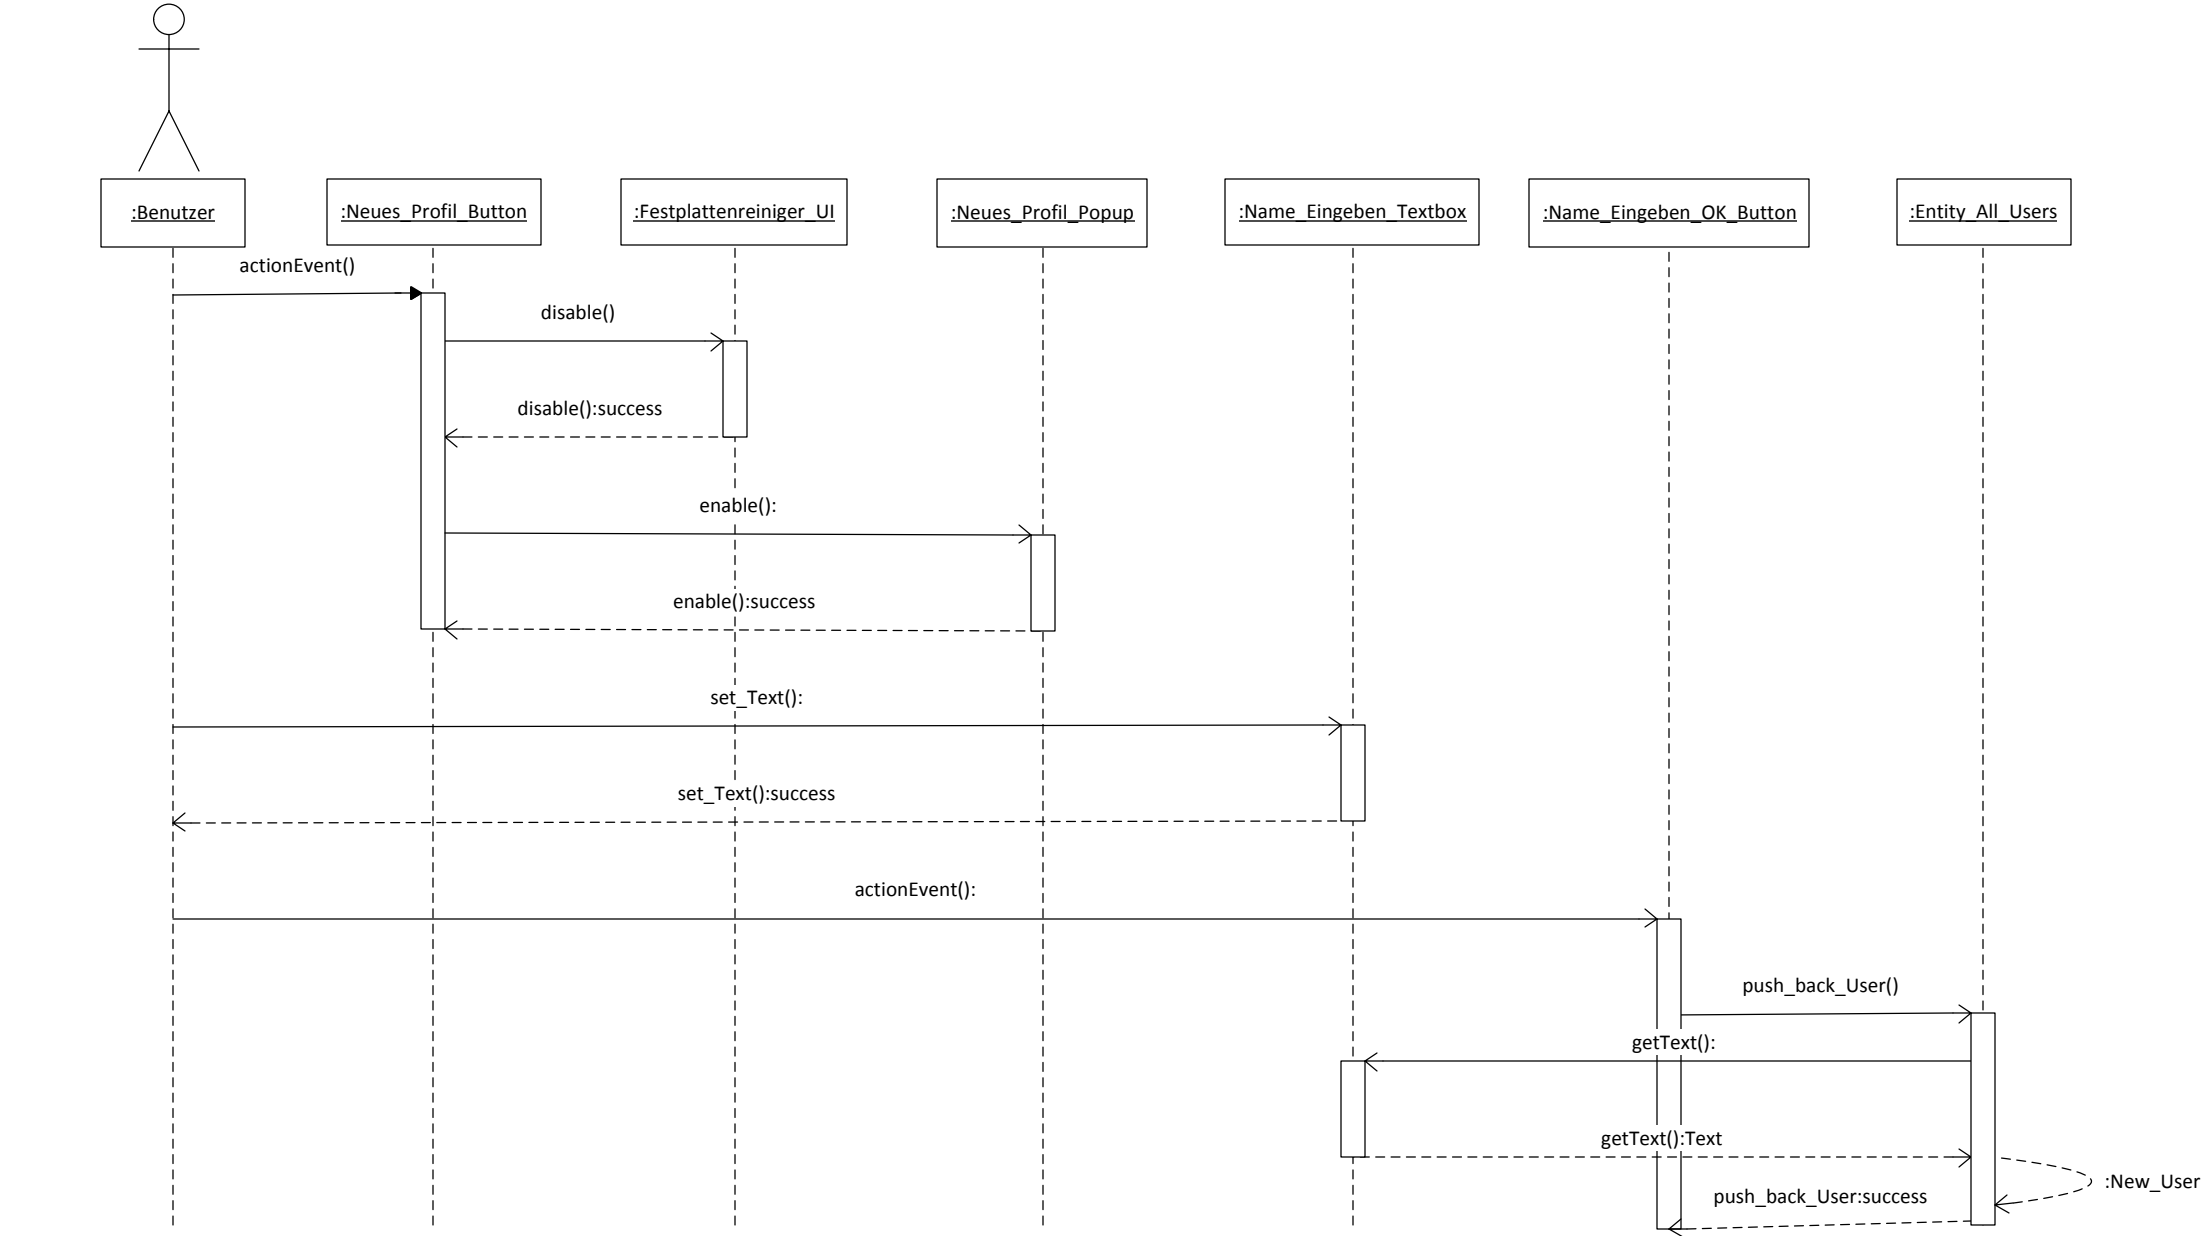 :Benutzer
:Neues_Profil_Button
:Festplattenreiniger_UI
:Neues_Profil_Popup
:Name_Eingeben_Textbox
:Name_Eingeben_OK_Button
:Entity_All_Users
actionEvent()
disable()
disable():success
enable():
enable():success
set_Text():
set_Text():success
actionEvent():
push_back_User()
getText():
getText():Text
:New_User
push_back_User:success